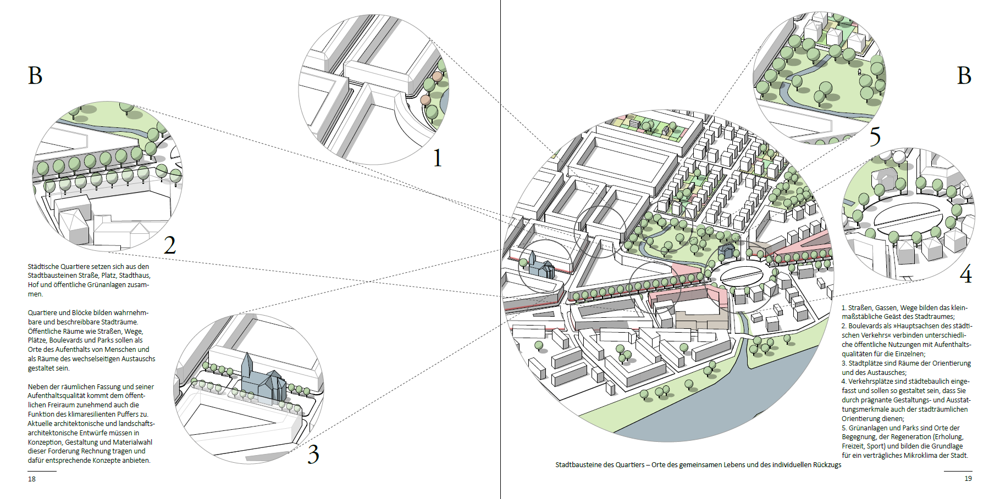 B
1
2
Städtische Quartiere setzen sich aus den
Stadtbausteinen Straße, Platz, Stadthaus,
Hof und öffentliche Grünanlagen zusam-
men.
Quartiere und Blöcke bilden wahrnehm-
bare und beschreibbare Stadträume.
Öffentliche Räume wie Straßen, Wege,
Plätze, Boulevards und Parks sollen als
Orte des Aufenthalts von Menschen und
als Räume des wechselseitigen Austauschs
gestaltet sein.
Neben der räumlichen Fassung und seiner
Aufenthaltsqualität kommt dem öffent-
lichen Freiraum zunehmend auch die
Funktion des klimaresilienten Puffers zu.
Aktuelle architektonische und landschafts-
architektonische Entwürfe müssen in
Konzeption, Gestaltung und Materialwahl
dieser Forderung Rechnung tragen und
dafür entsprechende Konzepte anbieten.
3
18
B
5
4
1. Straßen, Gassen, Wege bilden das klein-
maßstäbliche Geäst des Stadtraumes;
2. Boulevards als »Hauptsachen des städti-
schen Verkehrs« verbinden unterschiedli-
che öffentliche Nutzungen mit Aufenthalts-
qualitäten für die Einzelnen;
3. Stadtplätze sind Räume der Orientierung
und des Austausches;
4. Verkehrsplätze sind städtebaulich einge-
fasst und sollen so gestaltet sein, dass Sie
durch prägnante Gestaltungs- und Ausstat-
tungsmerkmale auch der stadträumlichen
Orientierung dienen;
5. Grünanlagen und Parks sind Orte der
Begegnung, der Regeneration (Erholung,
Freizeit, Sport) und bilden die Grundlage
für ein verträgliches Mikroklima der Stadt.
Stadtbausteine des Quartiers – Orte des gemeinsamen Lebens und des individuellen Rückzugs
19